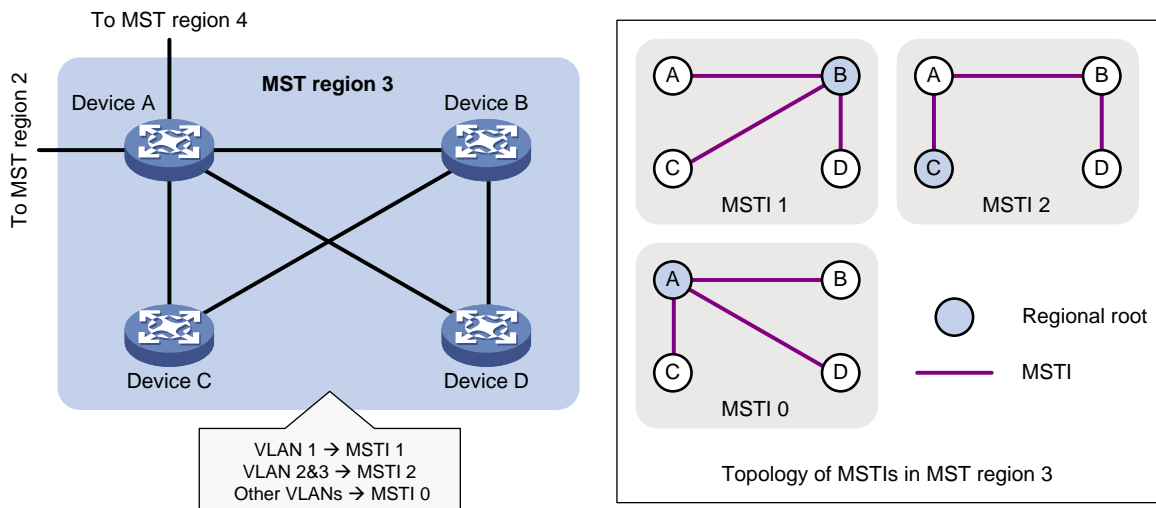 To MST region 4
To MST region 2
MST region 3
Device A
Device B
Device C
Device D
VLAN 1 → MSTI 1
VLAN 2&3 → MSTI 2
Other VLANs → MSTI 0
A
B
C
D
MSTI 1
A
B
C
D
MSTI 2
A
B
C
D
MSTI 0
Regional root
MSTI
Topology of MSTIs in MST region 3